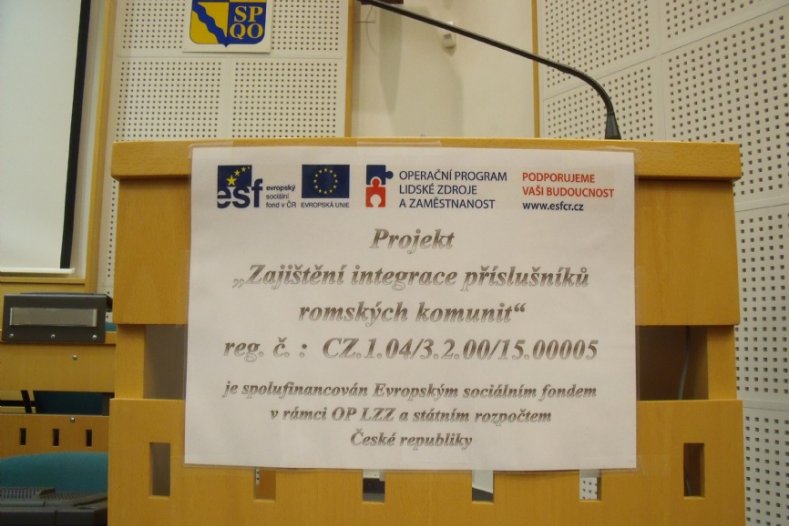 SP
QO
esf
evropský
sociální
fond v ČR
EVROPSKÁ UNIE
OPERAČNÍ PROGRAM
LIDSKÉ ZDROJE
A ZAMĚSTNANOST
PODPORUJEME
VAŠI BUDOUCNOST
www.esfcr.cz
Projekt
„Zajištění integrace příslušníků
romských komunit“
reg. č. : CZ.1.04/3.2.00/15.00005
je spolufinancován Evropským sociálním fondem
v rámci OP LZZ a státním rozpočtem
České republiky